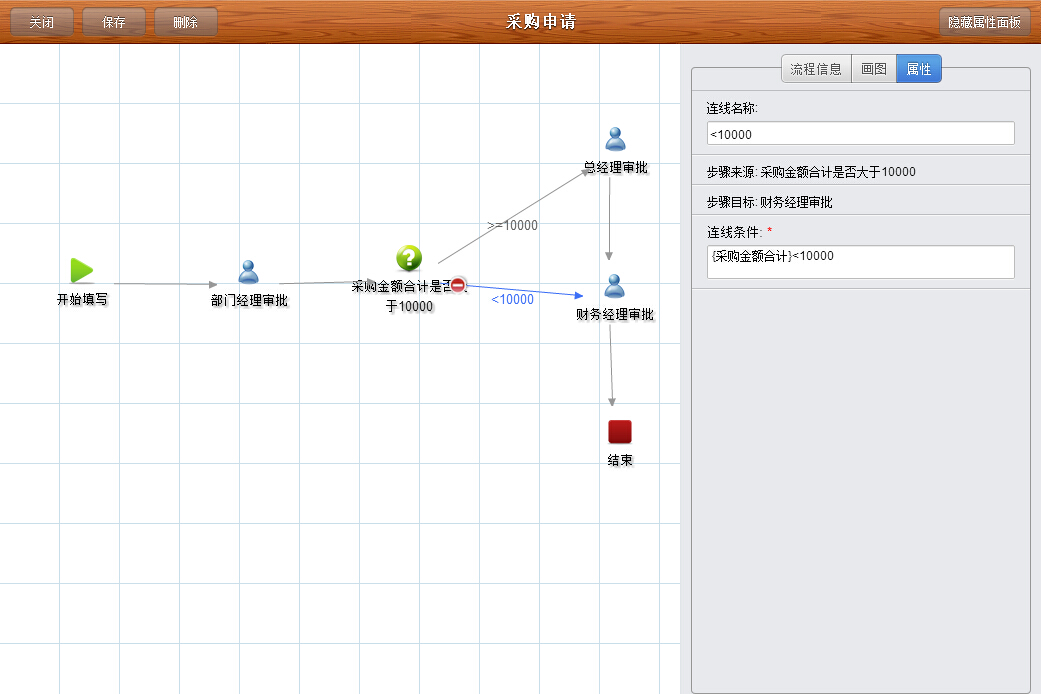 关闭
保存
删除
采购申请
隐藏属性面板
流程信息
画图
属性
连线名称:
<10000
步骤来源: 采购金额合计是否大于10000
步骤目标: 财务经理审批
连线条件: *
{采购金额合计}<10000
总经理审批
>=10000
开始填写
部门经理审批
采购金额合计是否
于10000
<10000
财务经理审批
结束